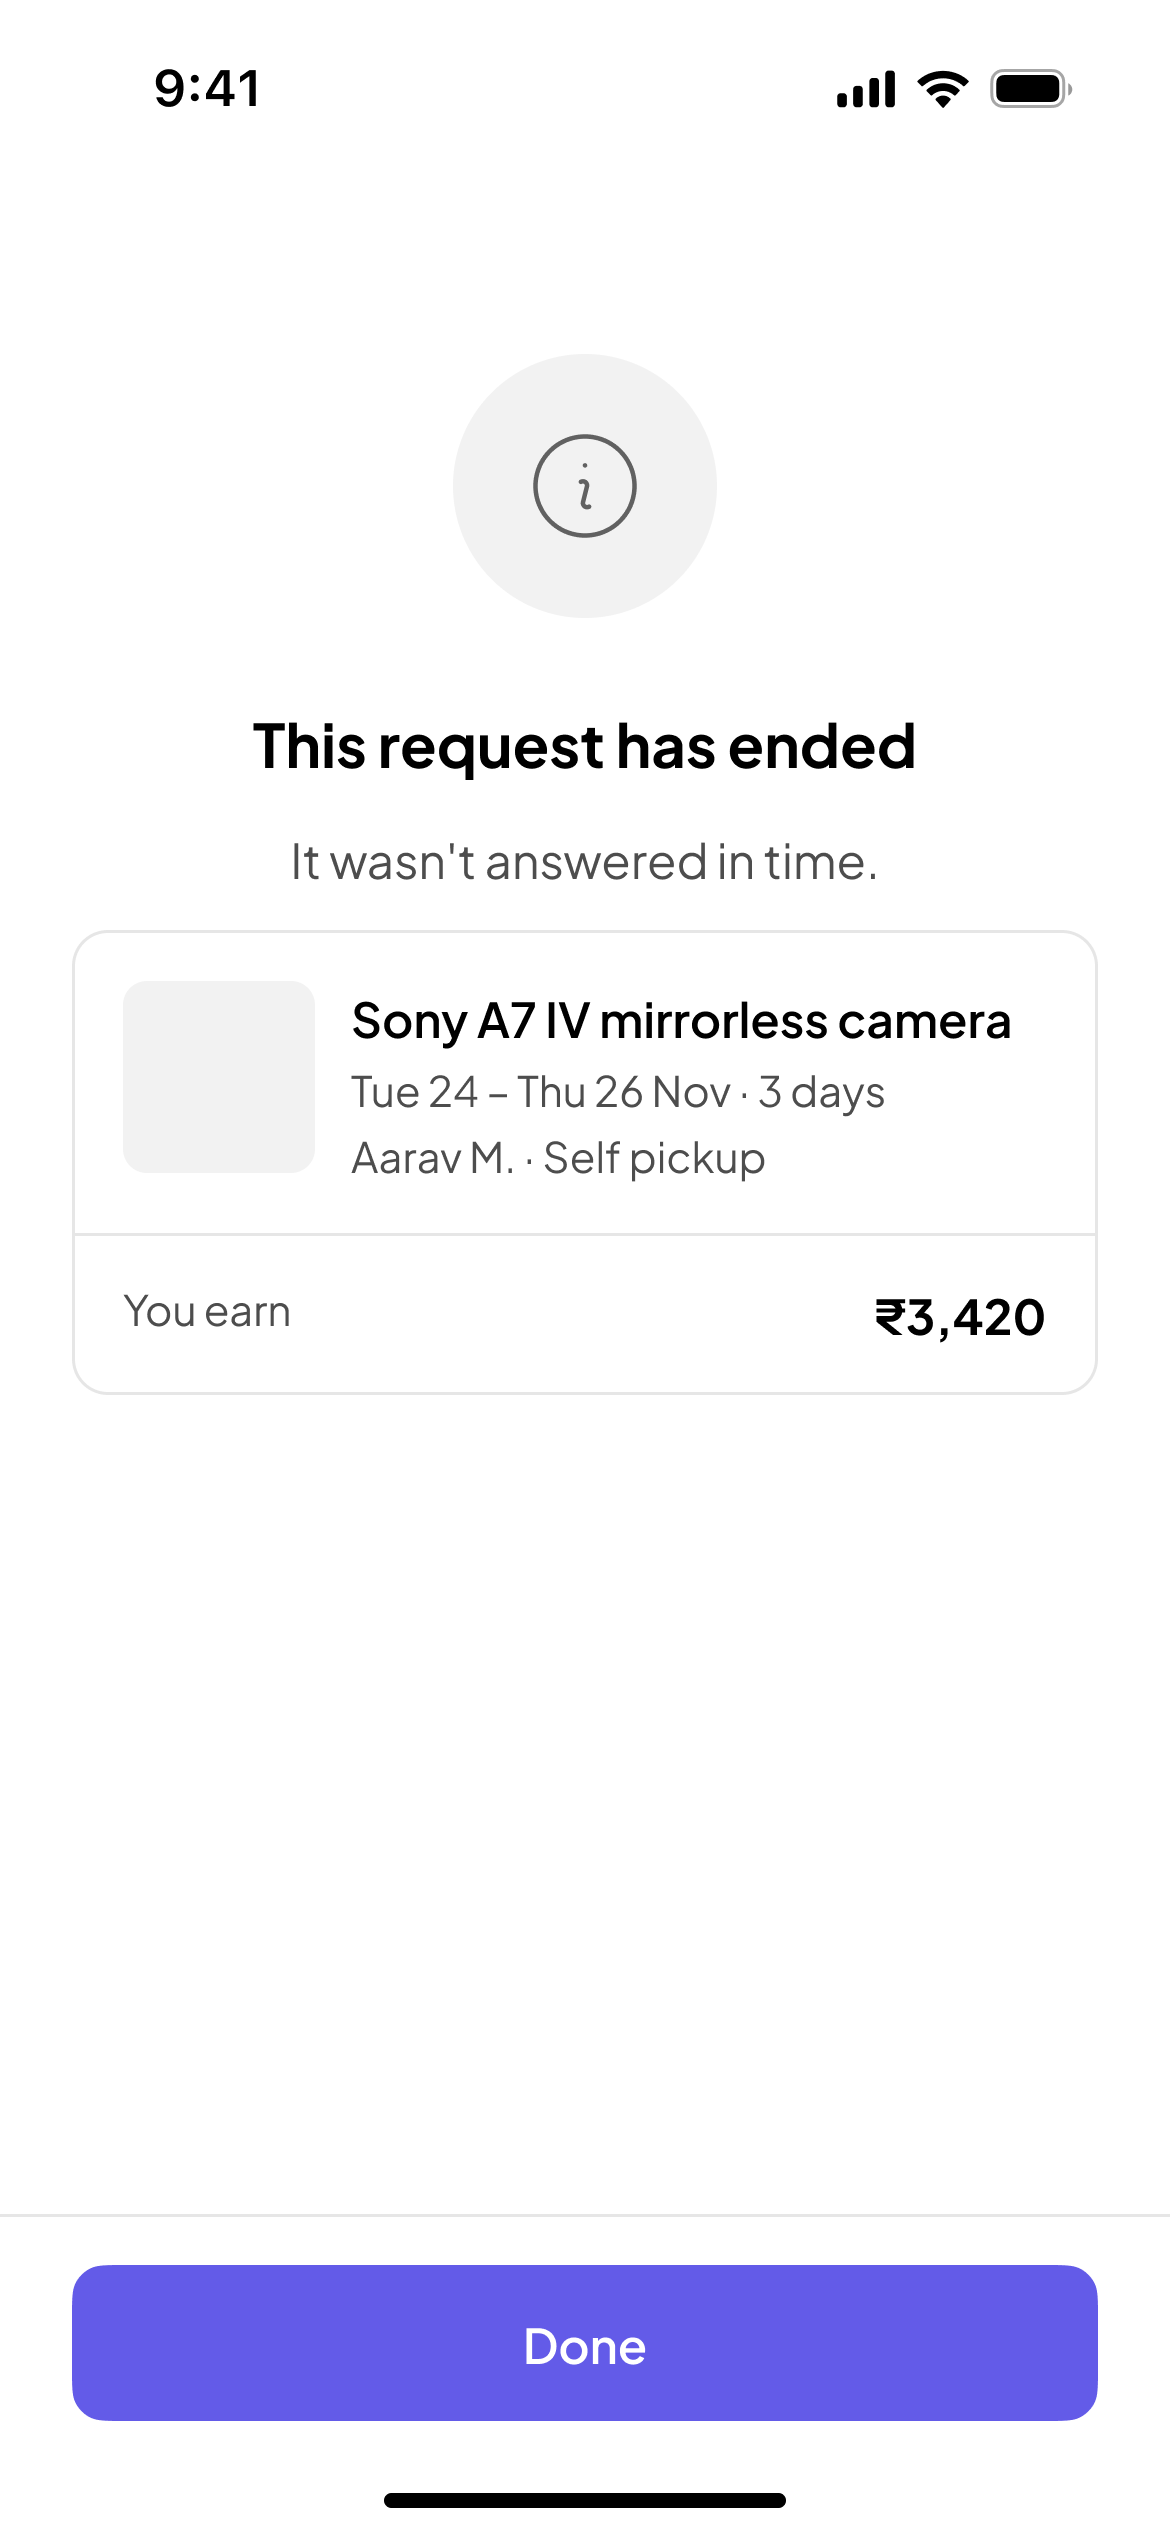 9:41
This request has ended
It wasn't answered in time.
Sony A7 IV mirrorless camera
Tue 24 – Thu 26 Nov · 3 days
Aarav M. · Self pickup
You earn ₹3,420
Done